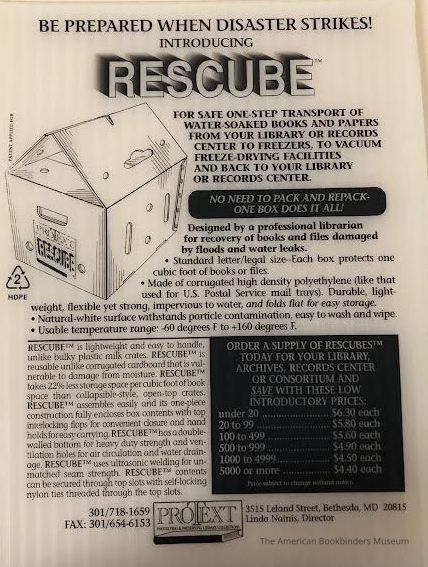 BE PREPARED WHEN DISASTER STRIKES!
INTRODUCING
RESCUBE™
PATENT APPLIED FOR
FOR SAFE ONE-STEP TRANSPORT OF
WATER-SOAKED BOOKS AND PAPERS
FROM YOUR LIBRARY OR RECORDS
CENTER TO FREEZERS, TO VACUUM
FREEZE-DRYING FACILITIES
AND BACK TO YOUR LIBRARY
OR RECORDS CENTER.
NO NEED TO PACK AND REPACK-
ONE BOX DOES IT ALL!
PROTEXT
RESCUBE
2
HDPE
Designed by a professional librarian
for recovery of books and files damaged
by floods and water leaks.
• Standard letter/legal size–Each box protects one
cubic foot of books or files.
• Made of corrugated high density polyethylene (like that
used for U.S. Postal Service mail trays). Durable, light-
weight, flexible yet strong, impervious to water, and folds flat for easy storage.
• Natural-white surface withstands particle contamination, easy to wash and wipe.
• Usable temperature range: -60 degrees F to +160 degrees F.
RESCUBE™ is lightweight and easy to handle,
unlike bulky plastic milk crates. RESCUBE™ is
reusable unlike corrugated cardboard that is vul-
nerable to damage from moisture. RESCUBE™
takes 22% less storage space per cubic foot of book
space than collapsible-style, open-top crates.
RESCUBE™ assembles easily and its one-piece
construction fully encloses box contents with top
interlocking flaps for convenient closure and hand
holds for easy carrying. RESCUBE™ has a double-
walled bottom for heavy duty strength and ven-
tilation holes for air circulation and water drain-
age. RESCUBE™ uses ultrasonic welding for un-
matched seam strength. RESCUBE™ contents
can be secured through top slots with self-locking
nylon ties threaded through the top slots.
ORDER A SUPPLY OF RESCUBES™
TODAY FOR YOUR LIBRARY,
ARCHIVES, RECORDS CENTER
OR CONSORTIUM AND
SAVE WITH THESE LOW
INTRODUCTORY PRICES:
under 20 ........ $6.30 each
20 to 99 ........ $5.80 each
100 to 499 ........ $5.60 each
500 to 999 ........ $4.90 each
1000 to 4999 ........ $4.50 each
5000 or more ........ $4.40 each
Price subject to change without notice.
301/718-1659
FAX: 301/654-6153
PROTEXT
PROTECTING & PRESERVING LIBRARY COLLECTIONS
3515 Leland Street, Bethesda, MD 20815
Linda Nainis, Director
The American Bookbinders Museum